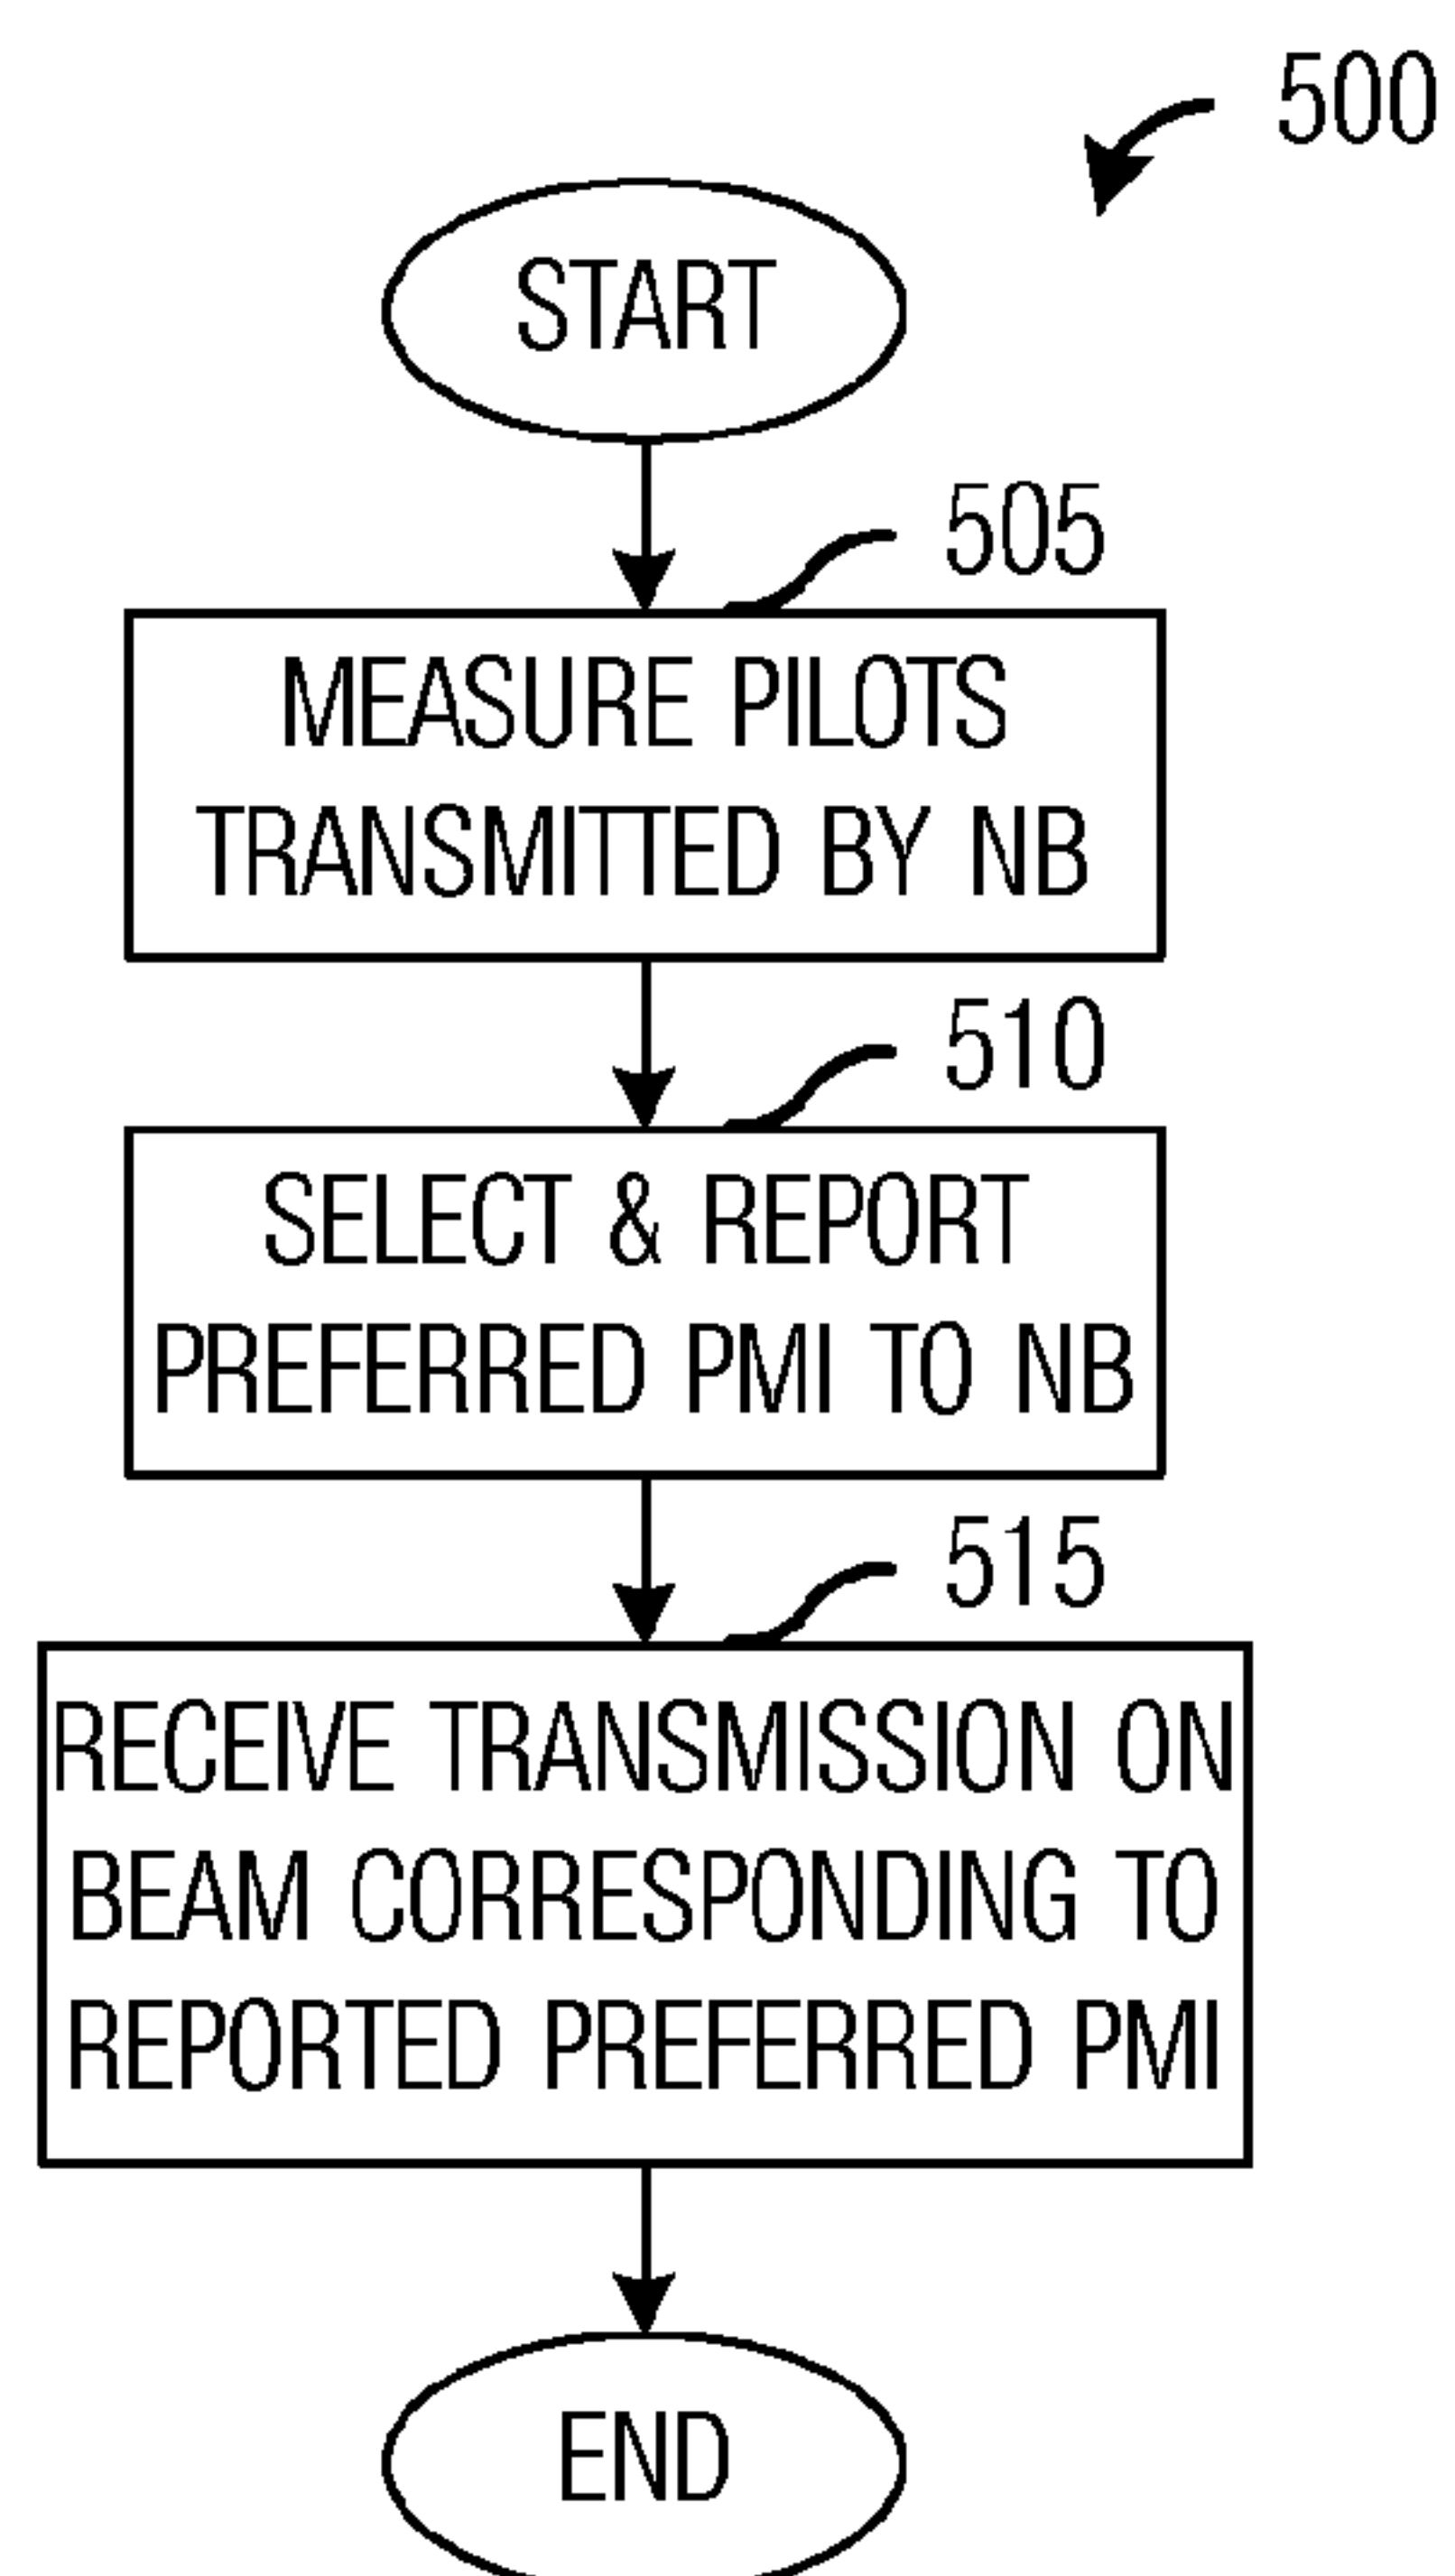 500
START
505
MEASURE PILOTS
TRANSMITTED BY NB
510
SELECT & REPORT
PREFERRED PMI TO NB
515
RECEIVE TRANSMISSION ON
BEAM CORRESPONDING TO
REPORTED PREFERRED PMI
END